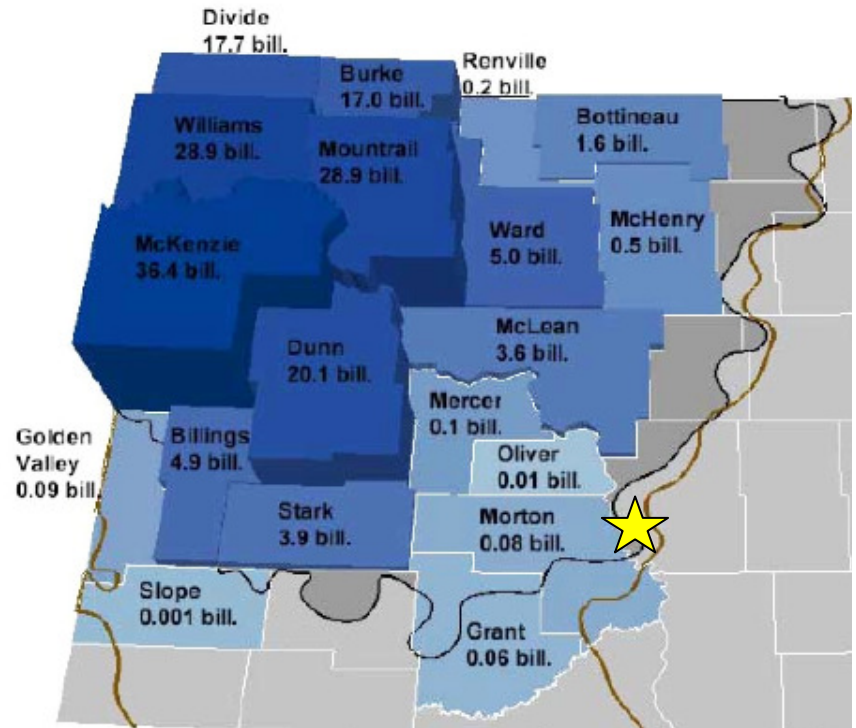 Divide
17.7 bill.
Renville
0.2 bill.
Burke
17.0 bill.
Williams
28.9 bill.
Mountrail
28.9 bill.
Bottineau
1.6 bill.
McKenzie
36.4 bill.
Ward
5.0 bill.
McHenry
0.5 bill.
Dunn
20.1 bill.
McLean
3.6 bill.
Mercer
0.1 bill.
Golden
Valley
0.09 bill.
Billings
4.9 bill.
Oliver
0.01 bill.
Stark
3.9 bill.
Morton
0.08 bill.
Slope
0.001 bill.
Grant
0.06 bill.